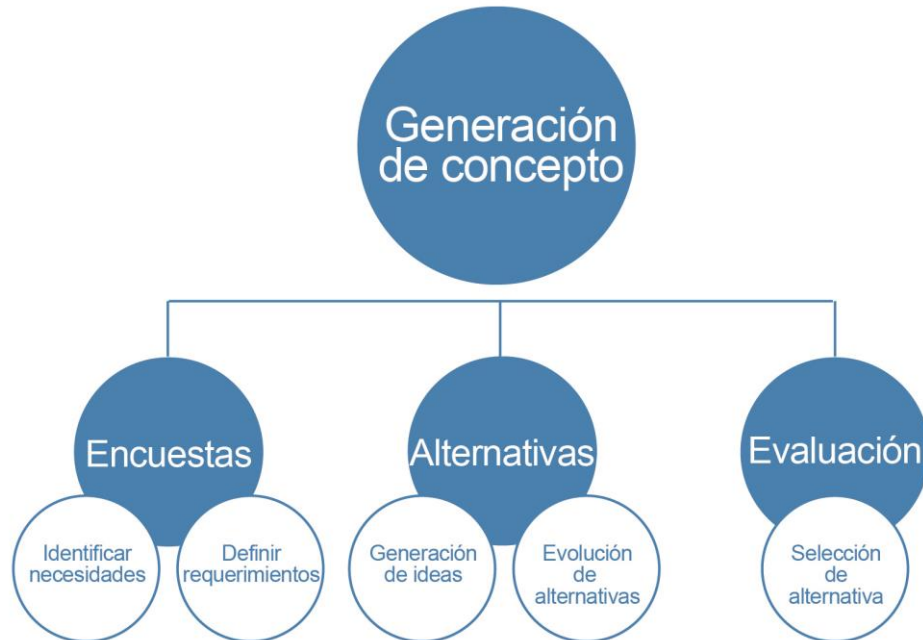 Generación
de concepto
Encuestas
Alternativas
Evaluación
Identificar
necesidades
Definir
requerimientos
Generación
de ideas
Evolución
de
alternativas
Selección
de
alternativa